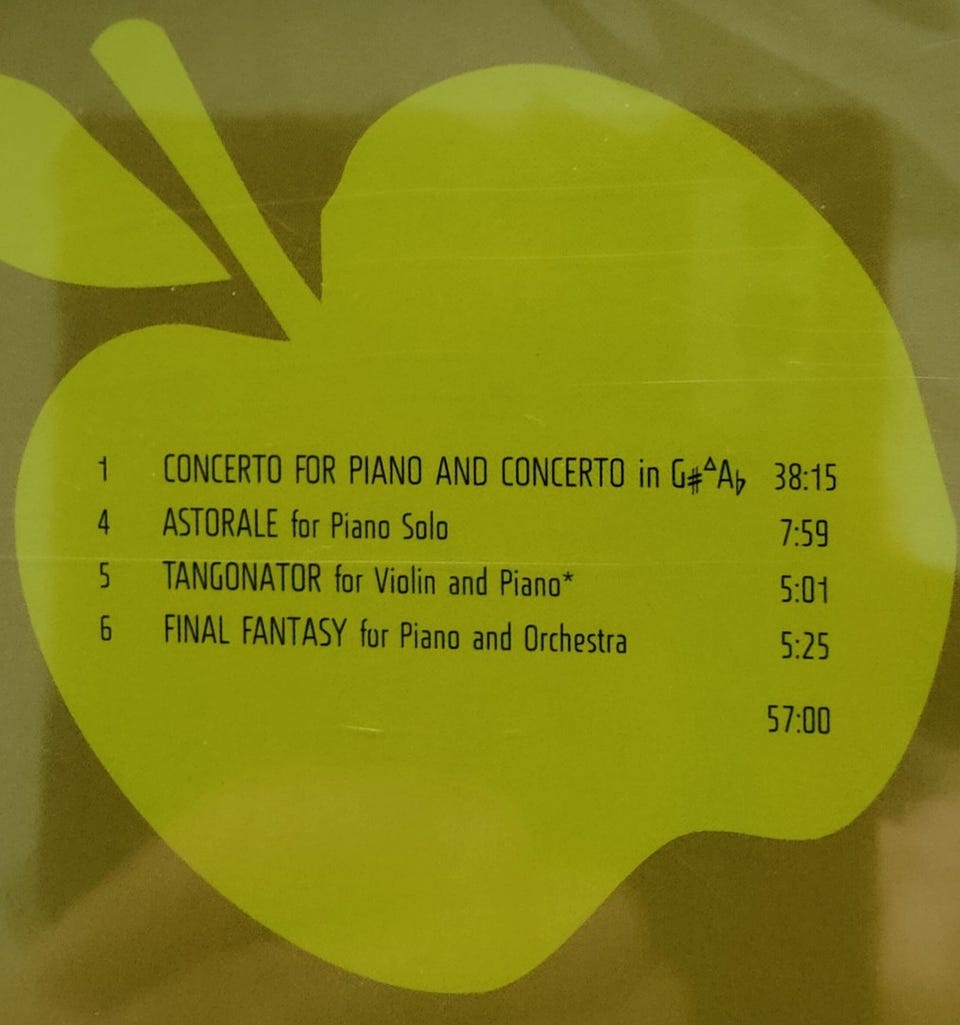 1 CONCERTO FOR PIANO AND CONCERTO in G♯△A♭ 38:15
4 ASTORALE for Piano Solo 7:59
5 TANGONATOR for Violin and Piano* 5:01
6 FINAL FANTASY for Piano and Orchestra 5:25
57:00